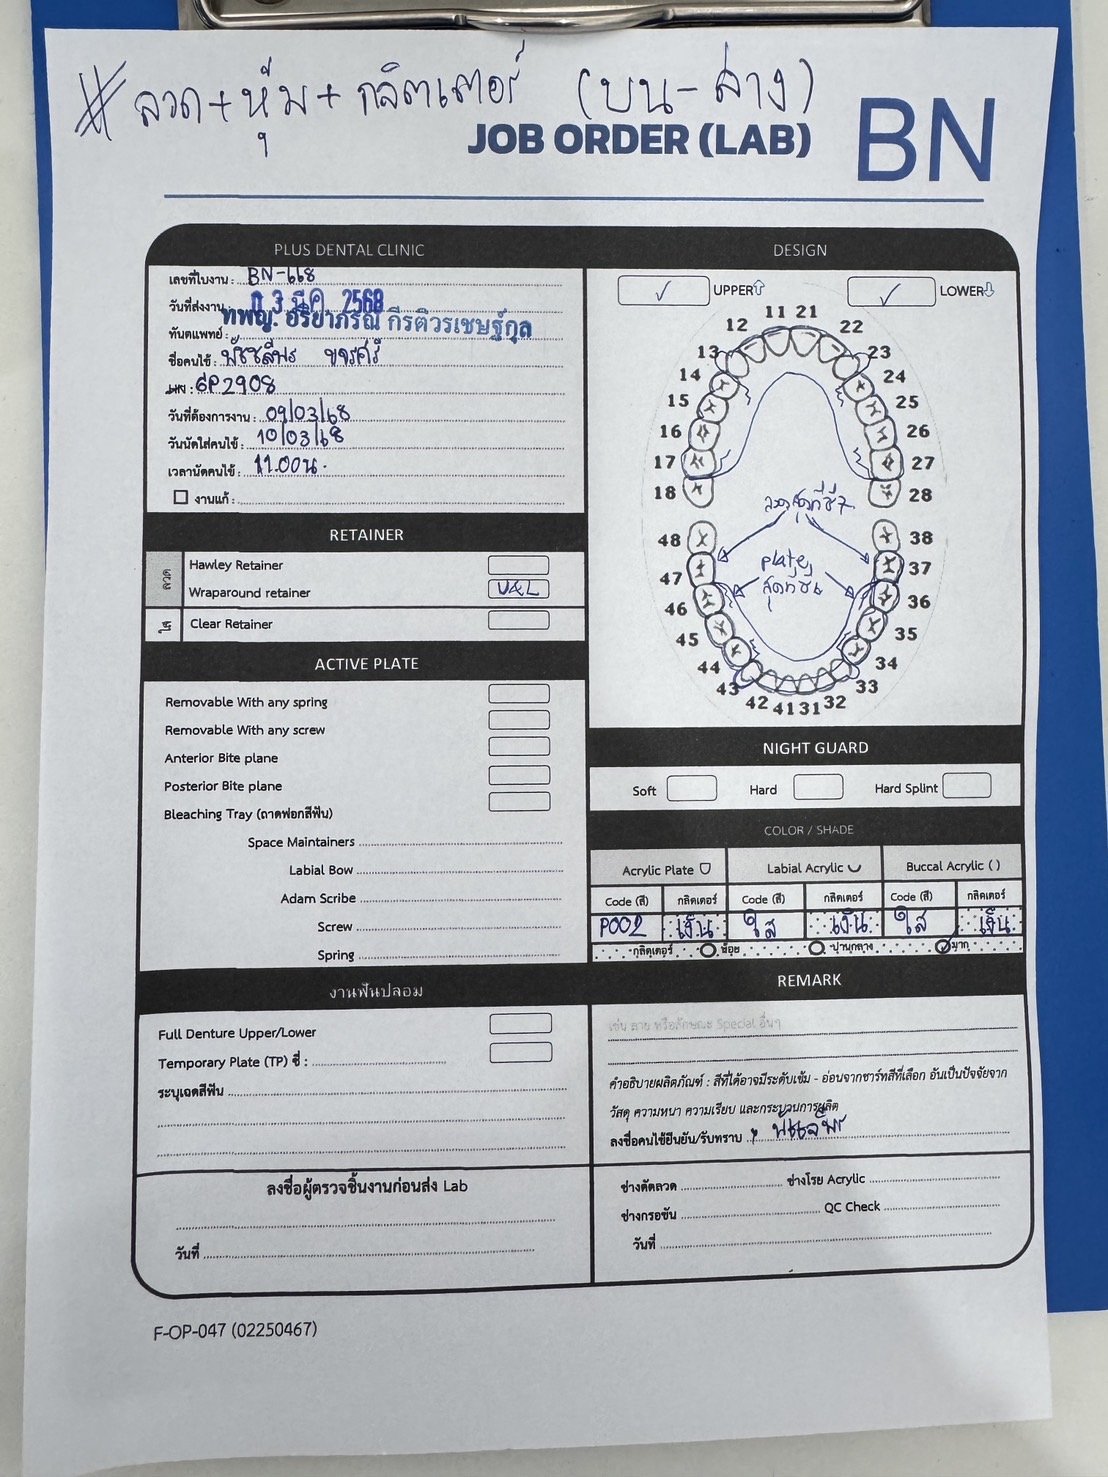 # ลวด+หุ้ม+กลิตเตอร์ (บน-ล่าง)
JOB ORDER (LAB) BN
PLUS DENTAL CLINIC
เลขที่ใบงาน : BN-668
วันที่ส่งงาน : 0 3 มี.ค. 2568
ทันตแพทย์ : ทพญ. อริยาภรณ์ กีรติวรเชษฐ์กุล
ชื่อคนไข้ : ขจรศรี
HN : 6P2908
วันที่ต้องการงาน : 09/03/68
วันนัดใส่คนไข้ : 10/03/68
เวลานัดคนไข้ : 11.00น.
งานแก้ :
RETAINER
ลวด
Hawley Retainer
Wraparound retainer U&L
ใส
Clear Retainer
ACTIVE PLATE
Removable With any spring
Removable With any screw
Anterior Bite plane
Posterior Bite plane
Bleaching Tray (ถาดฟอกสีฟัน)
Space Maintainers
Labial Bow
Adam Scribe
Screw
Spring
งานฟันปลอม
Full Denture Upper/Lower
Temporary Plate (TP) ซี่ :
ระบุเฉดสีฟัน
ลงชื่อผู้ตรวจชิ้นงานก่อนส่ง Lab
วันที่
DESIGN
✓ UPPER ✓ LOWER
11 21
12 22
13 23
14 24
15 25
16 26
17 27
18 28
ลวดสุดที่ซี่ 7
48 38
plate
สุดที่ซี่ 6
47 37
46 36
45 35
44 34
43 33
42 41 31 32
NIGHT GUARD
Soft Hard Hard Splint
COLOR / SHADE
Acrylic Plate Labial Acrylic Buccal Acrylic ( )
Code (สี) กลิตเตอร์ Code (สี) กลิตเตอร์ Code (สี) กลิตเตอร์
P002 เงิน ใส เงิน ใส เงิน
กลิตเตอร์ น้อย ปานกลาง ✓ มาก
REMARK
เช่น ลาย หรือลักษณะ Special อื่นๆ
คำอธิบายผลิตภัณฑ์ : สีที่ได้อาจมีระดับเข้ม - อ่อนจากชาร์ทสีที่เลือก อันเป็นปัจจัยจาก
วัสดุ ความหนา ความเรียบ และกระบวนการผลิต
ลงชื่อคนไข้ยืนยัน/รับทราบ
ช่างดัดลวด ช่างโรย Acrylic
ช่างกรอขัน QC Check
วันที่
F-OP-047 (02250467)